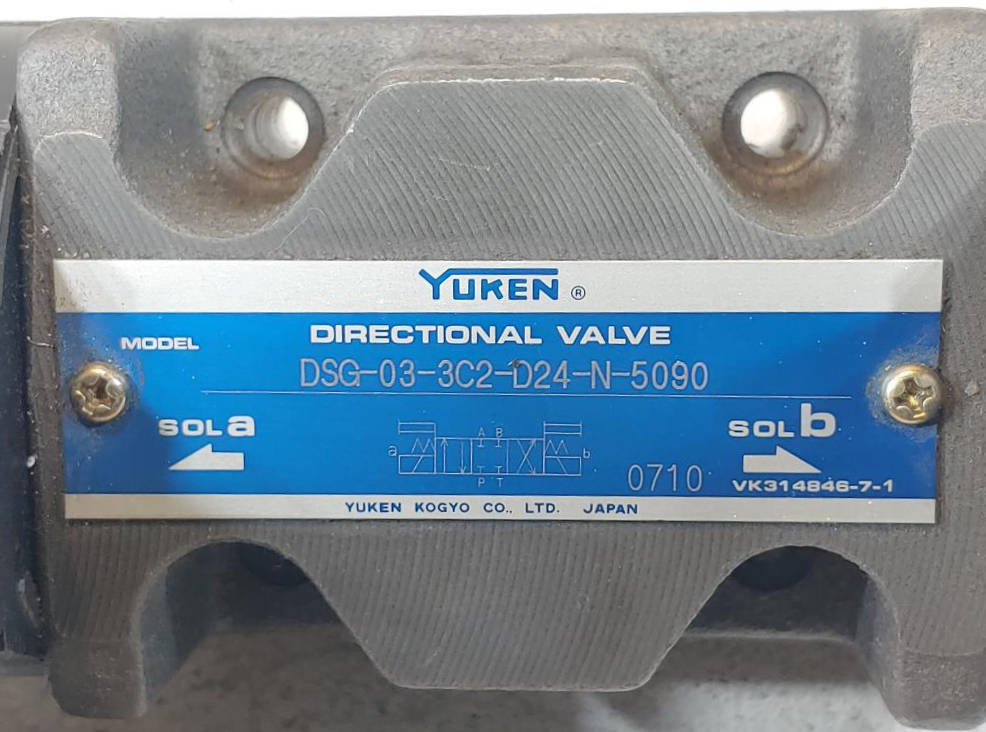 YUKEN ®
DIRECTIONAL VALVE
MODEL
DSG-03-3C2-D24-N-5090
SOL a
SOL b
A B
a
b
P T
0710
VK314846-7-1
YUKEN KOGYO CO., LTD. JAPAN